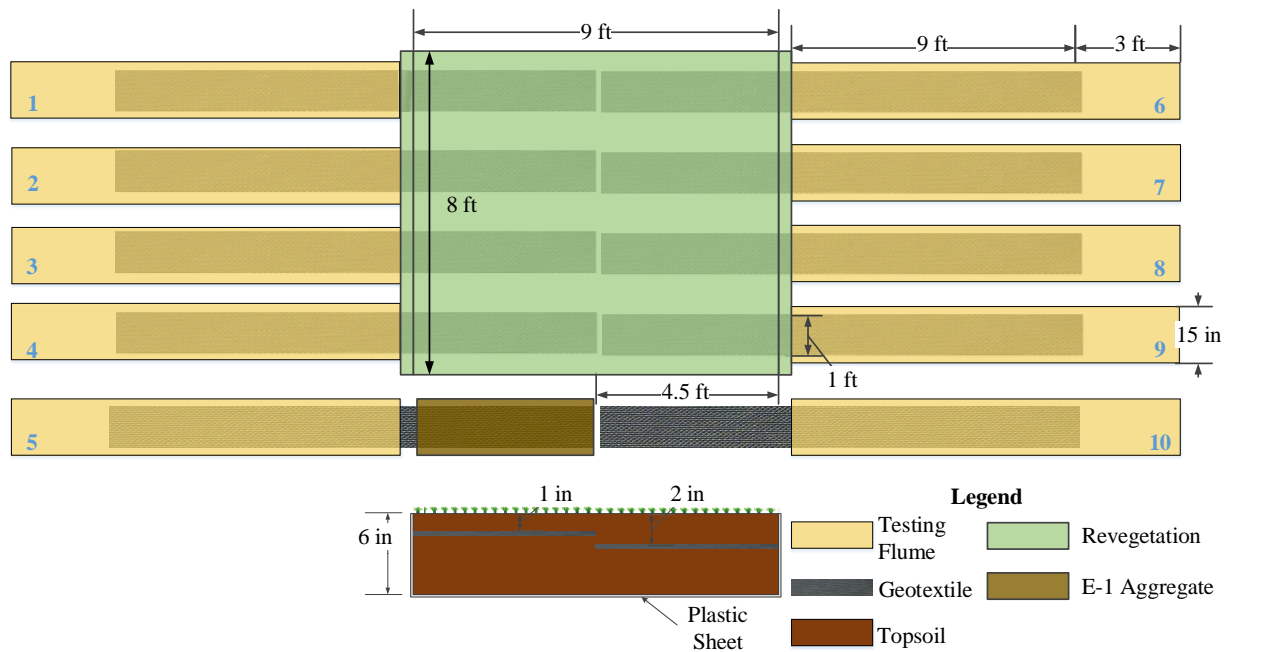 9 ft
9 ft
3 ft
1
6
2
7
8 ft
3
8
4
9
15 in
1 ft
4.5 ft
5
10
1 in
2 in
6 in
Plastic
Sheet
Legend
Testing
Flume
Revegetation
Geotextile
E-1 Aggregate
Topsoil